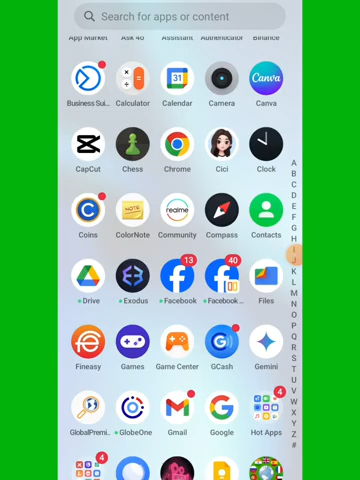 Search for apps or content
App Market Ask 40 Assistant Authenticator Binance
31
Canva
Business Sui... Calculator Calendar Camera Canva
CapCut Chess Chrome Cici Clock
NOTE
realme
Coins ColorNote Community Compass Contacts
13
40
Drive Exodus Facebook Facebook... Files
Fineasy Games Game Center GCash Gemini
4
GlobalPremi... GlobeOne Gmail Google Hot Apps
4
A
B
C
D
E
F
G
H
I
J
K
L
M
N
O
P
Q
R
S
T
U
V
W
X
Y
Z
#